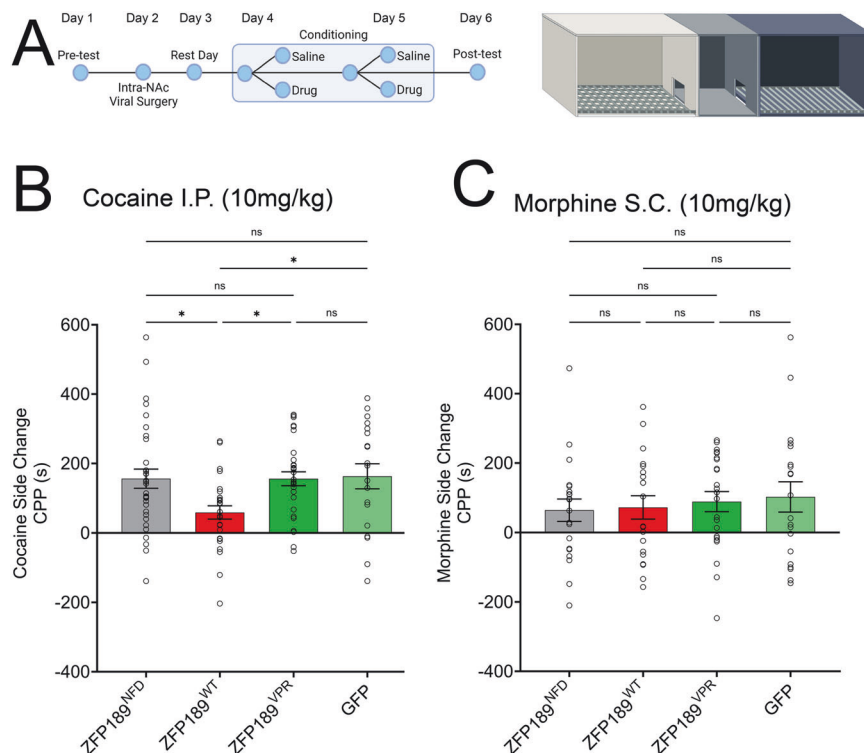 A
Day 1 Day 2 Day 3 Day 4 Day 5 Day 6
Conditioning
Pre-test
Rest Day
Saline
Saline
Post-test
Intra-NAc
Viral Surgery
Drug
Drug
B
Cocaine I.P. (10mg/kg)
ns
*
ns
* * ns
Cocaine Side Change
CPP (s)
600
400
200
0
-200
-400
ZFP189NFD
ZFP189WT
ZFP189VPR
GFP
C
Morphine S.C. (10mg/kg)
ns
ns
ns
ns ns ns
Morphine Side Change
CPP (s)
600
400
200
0
-200
-400
ZFP189NFD
ZFP189WT
ZFP189VPR
GFP